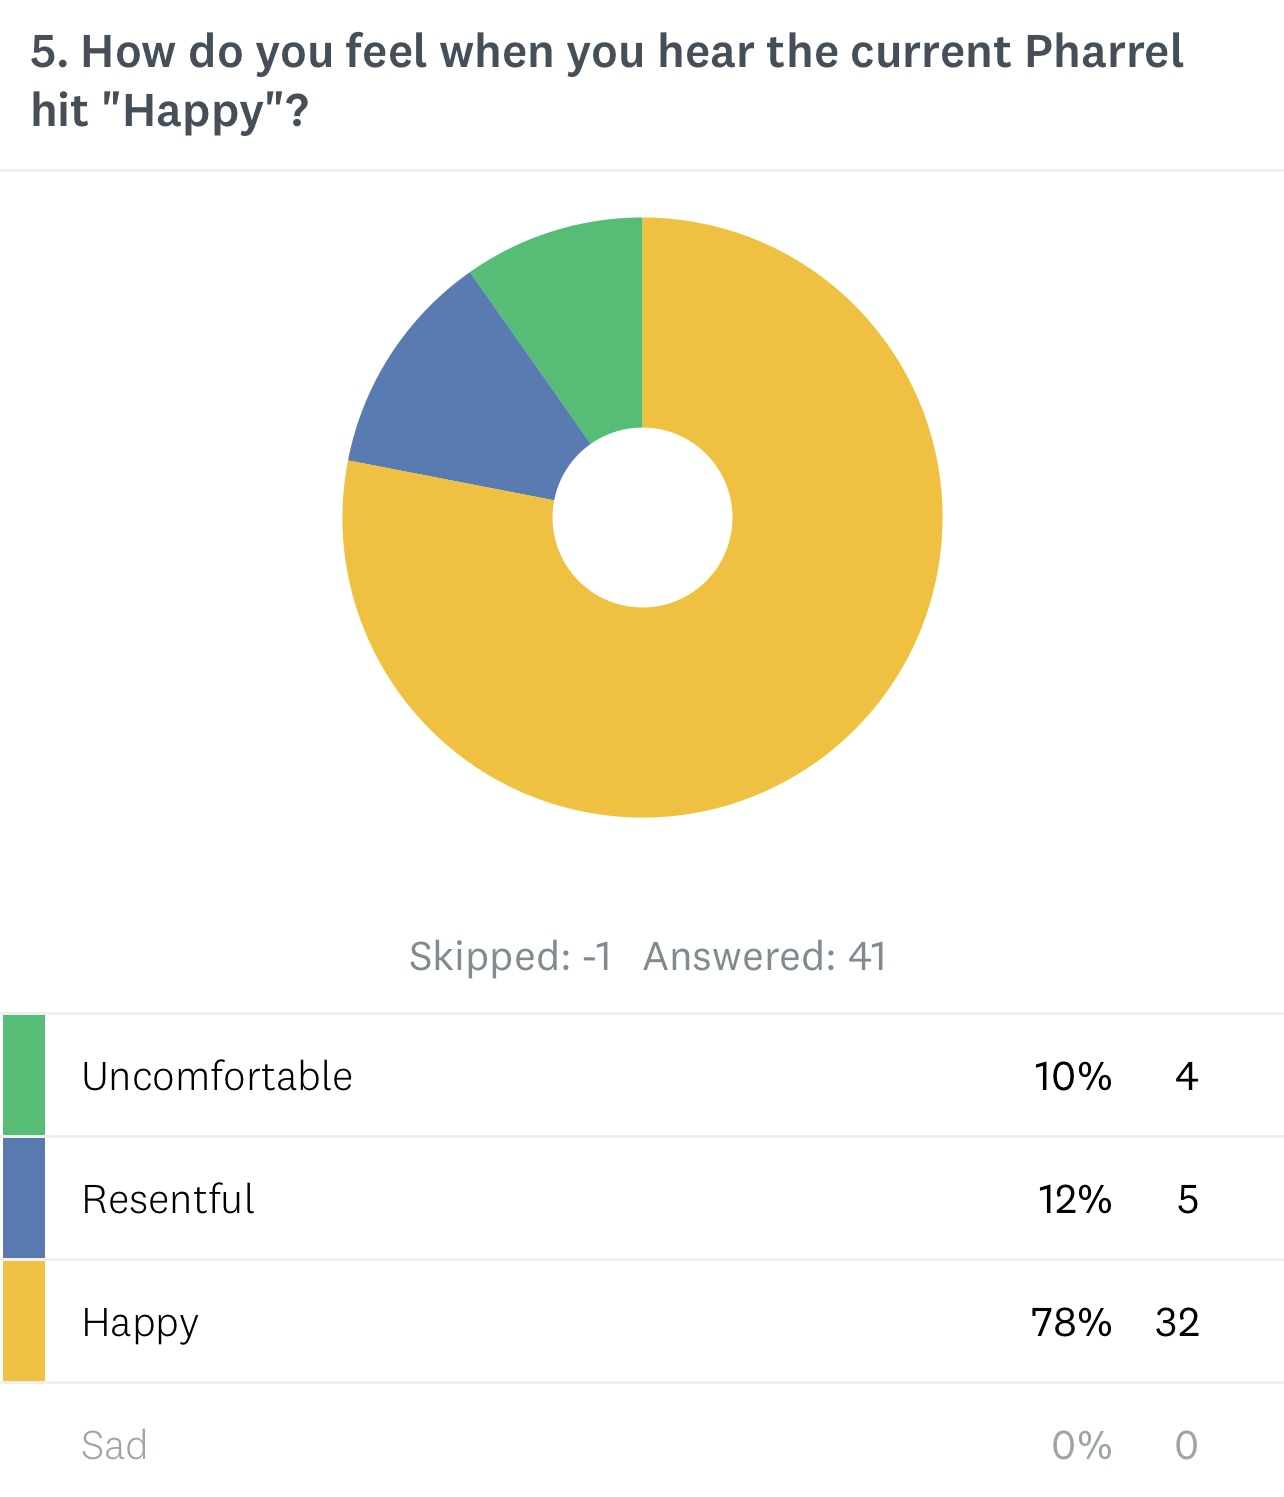 5. How do you feel when you hear the current Pharrel
hit "Happy"?
Skipped: -1 Answered: 41
Uncomfortable 10% 4
Resentful 12% 5
Happy 78% 32
Sad 0% 0